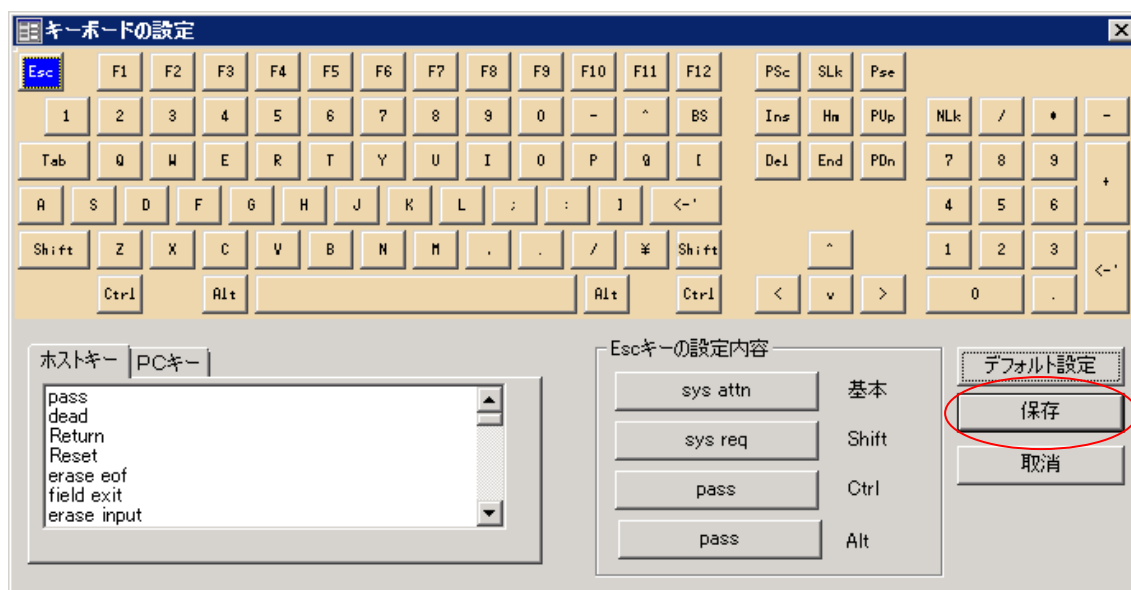 キーボードの設定
Esc F1 F2 F3 F4 F5 F6 F7 F8 F9 F10 F11 F12 PSc SLk Pse
1 2 3 4 5 6 7 8 9 0 - ^ BS Ins Hm PUp NLk / * -
Tab Q W E R T Y U I O P @ [ Del End PDn 7 8 9 +
A S D F G H J K L ; : ] <-' 4 5 6
Shift Z X C V B N M , . / ¥ Shift ^ 1 2 3 <-'
Ctrl Alt Alt Ctrl < v > 0 .
ホストキー PCキー
pass
dead
Return
Reset
erase eof
field exit
erase input
Escキーの設定内容
sys attn 基本
sys req Shift
pass Ctrl
pass Alt
デフォルト設定
保存
取消